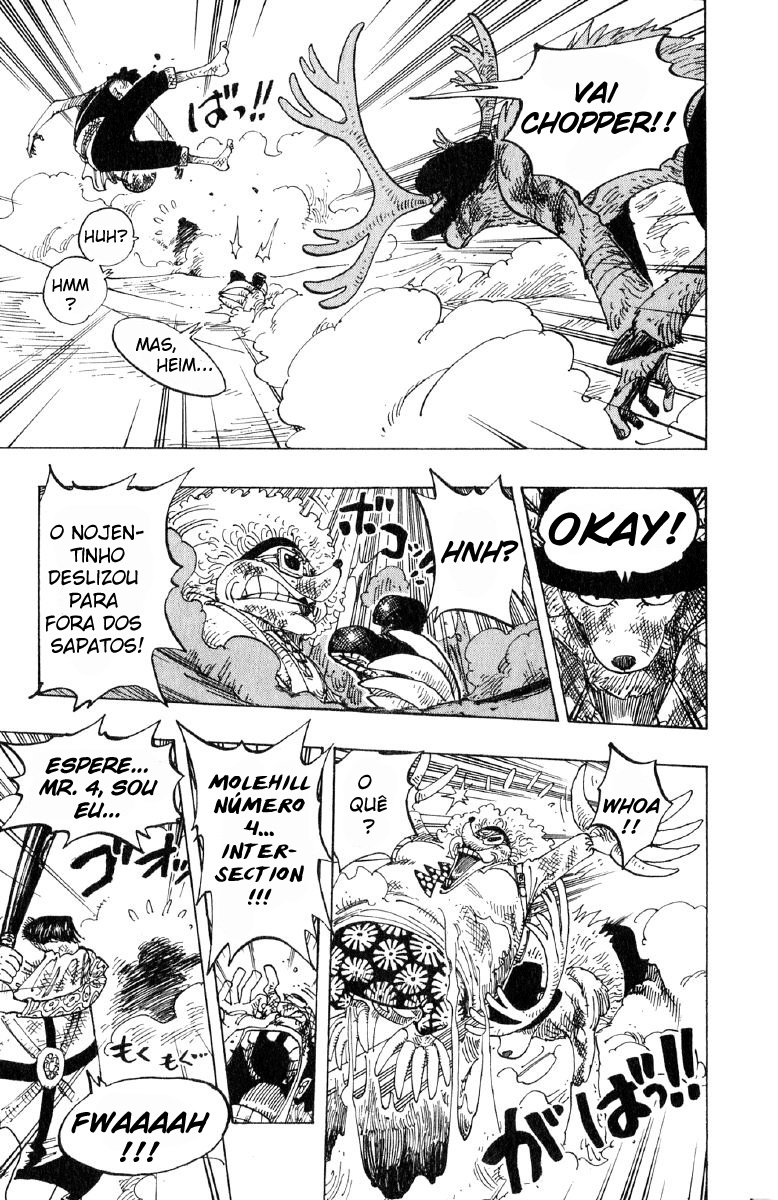 VAI
CHOPPER!!
ばっ!!
HUH?
HMM
?
MAS,
HEIM...
OKAY!
HNH?
ボコッ!!
O NOJEN-
TINHO
DESLIZOU
PARA
FORA DOS
SAPATOS!
WHOA
!!
O
QUÊ
?
がばっ!!
MOLEHILL
NÚMERO
4...
INTER-
SECTION
!!!
ESPERE...
MR. 4, SOU
EU...
ゴオッ
もく
もく...
FWAAAAH
!!!